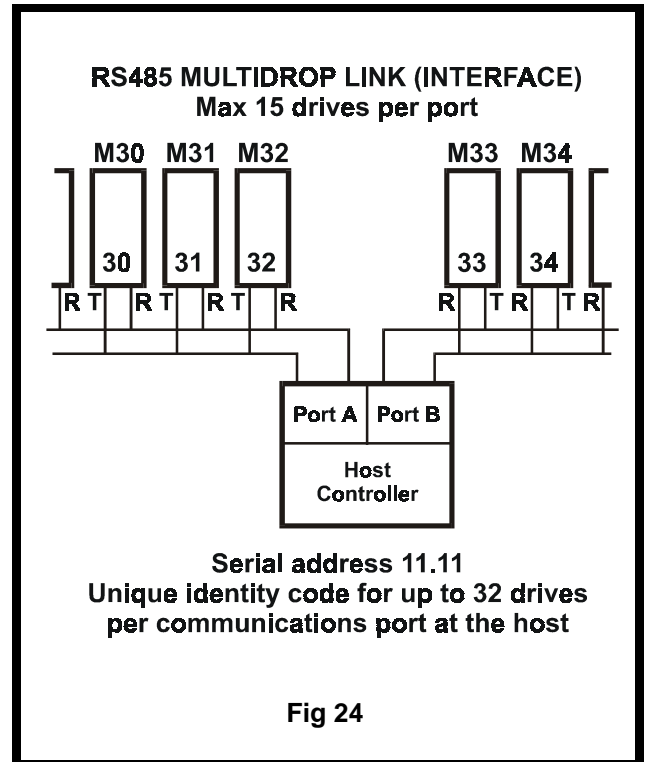 RS485 MULTIDROP LINK (INTERFACE)
Max 15 drives per port
M30 M31 M32 M33 M34
30 31 32 33 34
R T R T R T R R T R T R
Port A Port B
Host
Controller
Serial address 11.11
Unique identity code for up to 32 drives
per communications port at the host
Fig 24